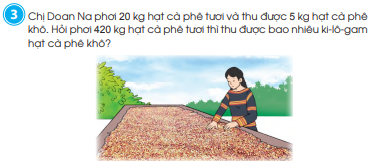 3 Chị Doan Na phơi 20 kg hạt cà phê tươi và thu được 5 kg hạt cà phê
khô. Hỏi phơi 420 kg hạt cà phê tươi thì thu được bao nhiêu ki-lô-gam
hạt cà phê khô?